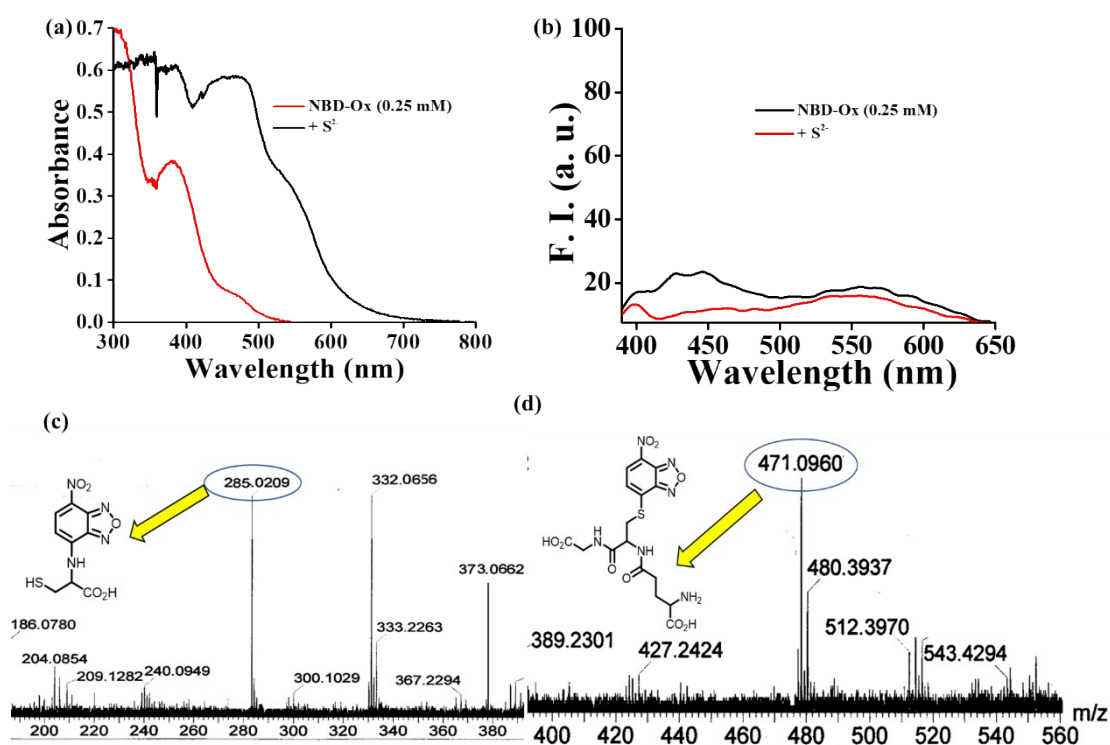 (a)
0.7
0.6
0.5
0.4
0.3
0.2
0.1
0.0
Absorbance
NBD-Ox (0.25 mM)
+ S²⁻
300 400 500 600 700 800
Wavelength (nm)
(b)
100
80
60
40
20
F. I. (a. u.)
NBD-Ox (0.25 mM)
+ S²⁻
400 450 500 550 600 650
Wavelength (nm)
(c)
NO₂
N
O
N
NH
HS
CO₂H
285.0209
332.0656
373.0662
333.2263
186.0780
204.0854
209.1282
240.0949
300.1029
367.2294
200 220 240 260 280 300 320 340 360 380
(d)
NO₂
N
O
N
S
HO₂C
H
N
O
NH
O
NH₂
CO₂H
471.0960
480.3937
389.2301
427.2424
512.3970
543.4294
400 420 440 460 480 500 520 540 560
m/z